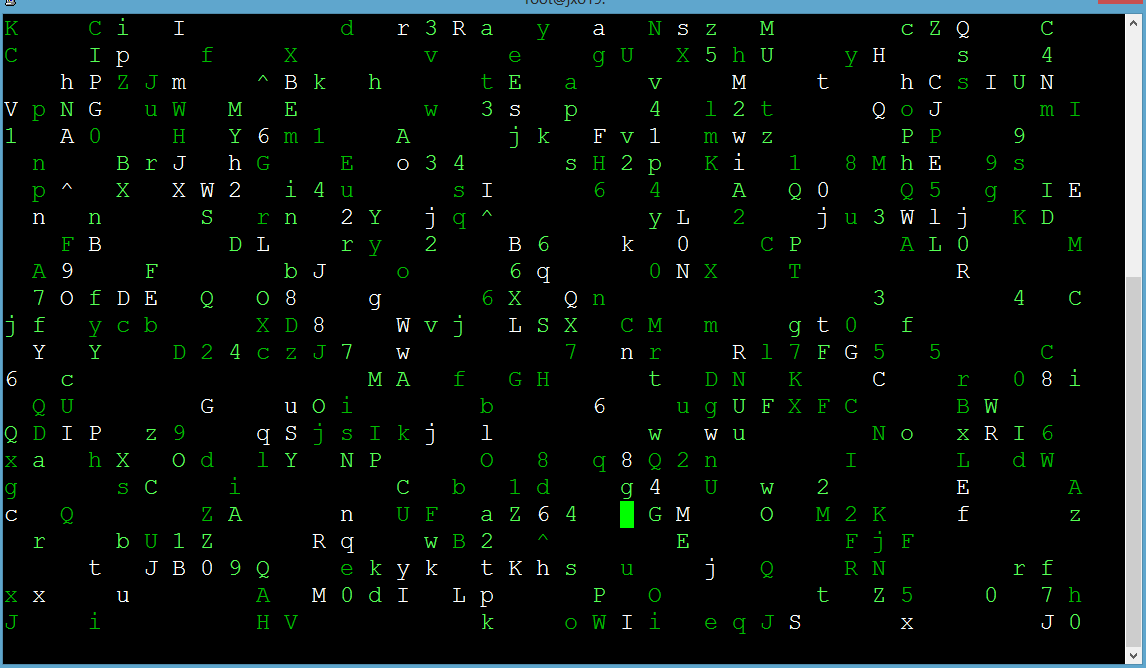 K C i I d r 3 R a y a N s z M c Z Q C
C I p f X v e g U X 5 h U y H s 4
h P Z J m ^ B k h t E a v M t h C s I U N
V p N G u W M E w 3 s p 4 l 2 t Q o J m I
1 A 0 H Y 6 m 1 A j k F v 1 m w z P P 9
n B r J h G E o 3 4 s H 2 p K i 1 8 M h E 9 s
p ^ X X W 2 i 4 u s I 6 4 A Q 0 Q 5 g I E
n n S r n 2 Y j q ^ y L 2 j u 3 W l j K D
F B D L r y 2 B 6 k 0 C P A L 0 M
A 9 F b J o 6 q 0 N X T R
7 O f D E Q O 8 g 6 X Q n 3 4 C
j f y c b X D 8 W v j L S X C M m g t 0 f
Y Y D 2 4 c z J 7 w 7 n r R l 7 F G 5 5 C
6 c M A f G H t D N K C r 0 8 i
Q U G u O i b 6 u g U F X F C B W
Q D I P z 9 q S j s I k j l w w u N o x R I 6
x a h X O d l Y N P O 8 q 8 Q 2 n I L d W
g s C i C b 1 d g 4 U w 2 E A
c Q Z A n U F a Z 6 4 G M O M 2 K f z
r b U 1 Z R q w B 2 ^ E F j F
t J B 0 9 Q e k y k t K h s u j Q R N r f
x x u A M 0 d I L p P O t Z 5 0 7 h
J i H V k o W I i e q J S x J 0